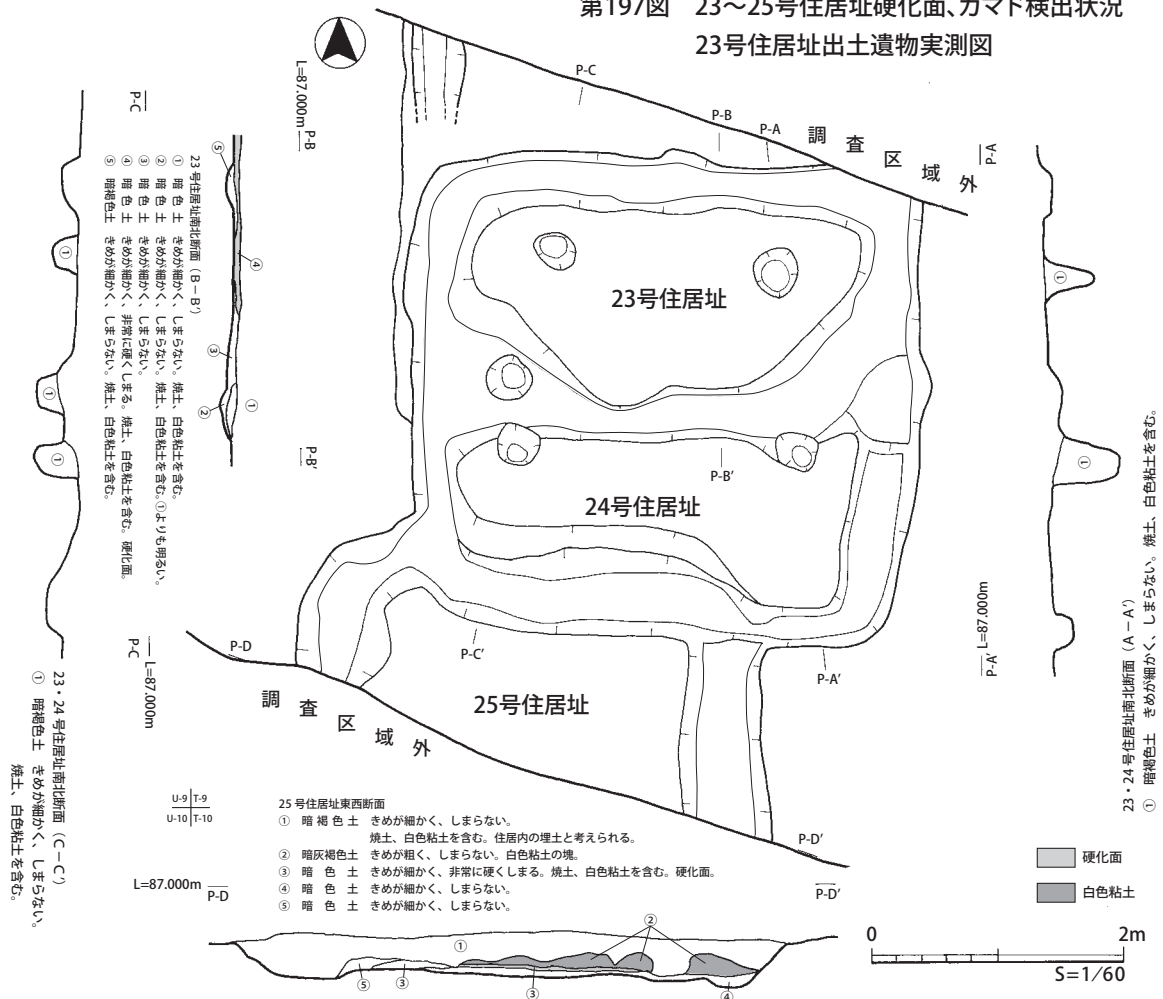 第197図　23～25号住居址硬化面、カマド検出状況
23号住居址出土遺物実測図
P-C
P-B
P-A
調査区域外
P-A
L=87.000m
P-B
P-C
23号住居址南北断面（B－B'）
① 暗 色 土　きめが細かく、しまらない。焼土、白色粘土を含む。
② 暗 色 土　きめが細かく、しまらない。焼土、白色粘土を含む。①よりも明るい。
③ 暗 色 土　きめが細かく、しまらない。
④ 暗 色 土　きめが細かく、非常に硬くしまる。焼土、白色粘土を含む。硬化面。
⑤ 暗褐色土　きめが細かく、しまらない。焼土、白色粘土を含む。
⑤
④
③
②
①
①
①
①
P-B'
23号住居址
24号住居址
P-B'
①
①
23・24号住居址南北断面（A－A'）
① 暗褐色土　きめが細かく、しまらない。焼土、白色粘土を含む。
L=87.000m
P-A'
P-C
L=87.000m
P-D
P-C'
P-A'
25号住居址
調査区域外
23・24号住居址南北断面（C－C'）
① 暗褐色土　きめが細かく、しまらない。
焼土、白色粘土を含む。
U-9 T-9
U-10 T-10
25号住居址東西断面
① 暗 褐 色 土　きめが細かく、しまらない。
焼土、白色粘土を含む。住居内の埋土と考えられる。
② 暗灰褐色土　きめが粗く、しまらない。白色粘土の塊。
③ 暗 色 土　きめが細かく、非常に硬くしまる。焼土、白色粘土を含む。硬化面。
④ 暗 色 土　きめが細かく、しまらない。
⑤ 暗 色 土　きめが細かく、しまらない。
P-D'
L=87.000m P-D
P-D'
硬化面
白色粘土
①
②
⑤
③
③
④
0 2m
S=1/60